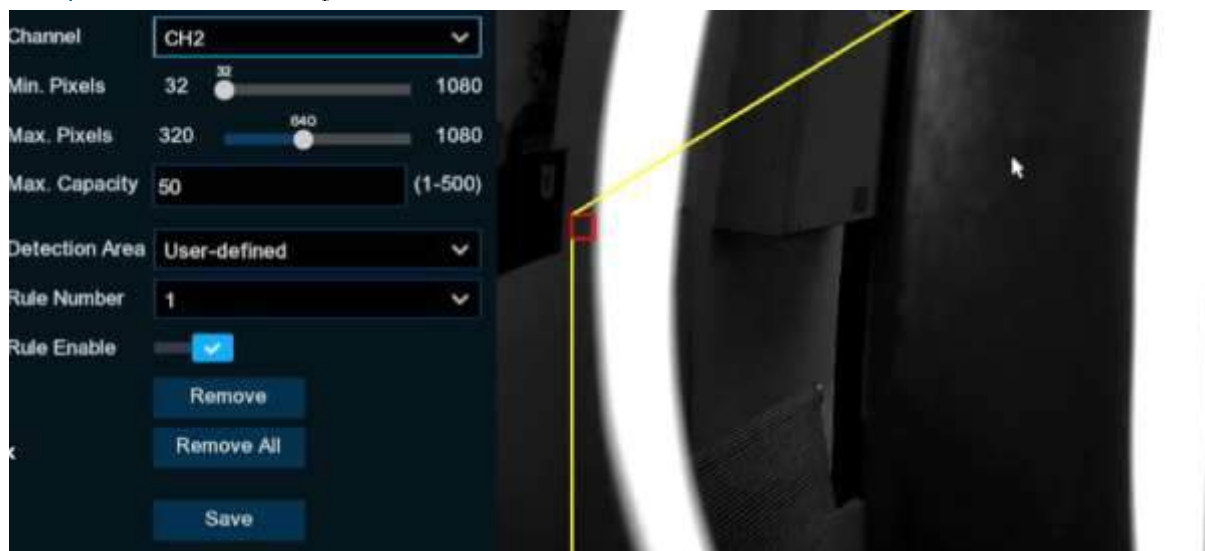 Channel CH2
32
Min. Pixels 32 1080
640
Max. Pixels 320 1080
Max. Capacity 50 (1-500)
Detection Area User-defined
Rule Number 1
Rule Enable
Remove
Remove All
Save